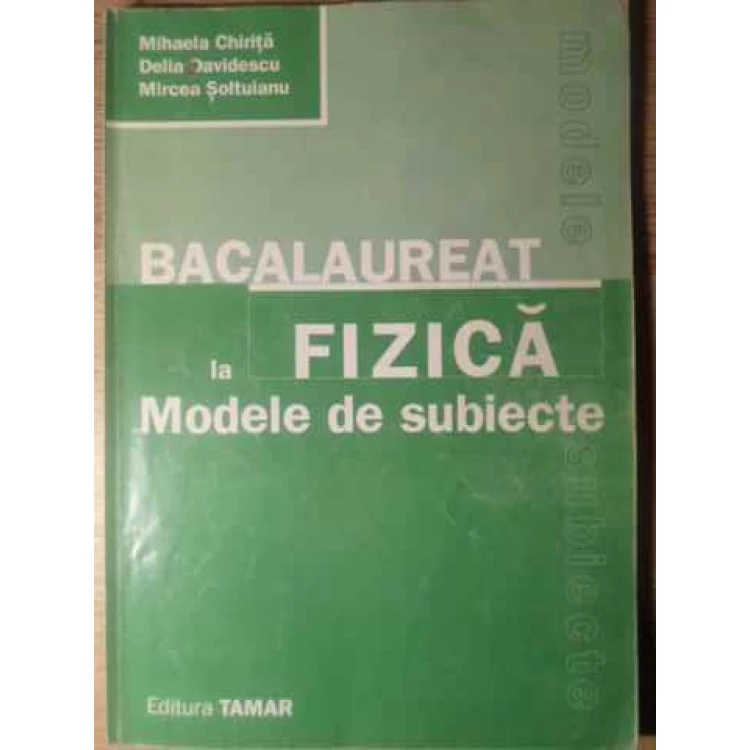 Mihaela Chiriță
Delia Davidescu
Mircea Șoltuianu
modele
BACALAUREAT
la FIZICĂ
Modele de subiecte
subiecte
Editura TAMAR